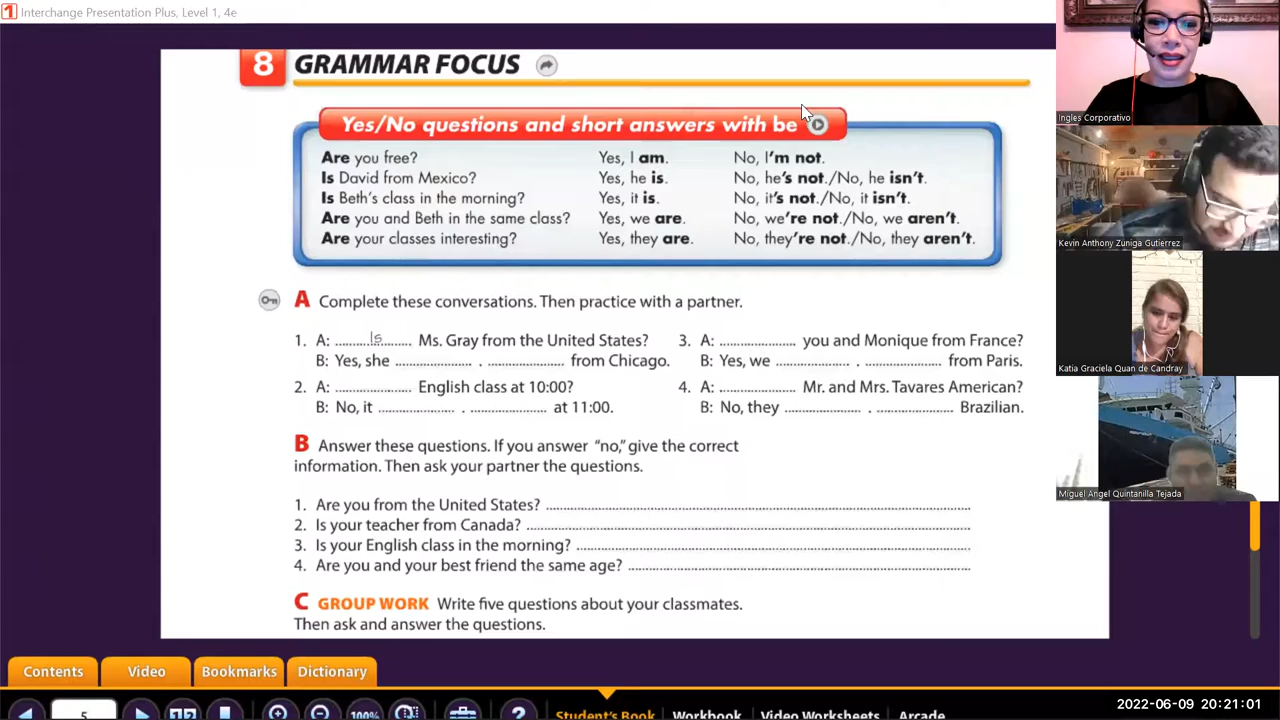 Interchange Presentation Plus, Level 1, 4e
8 GRAMMAR FOCUS
Yes/No questions and short answers with be
Are you free? Yes, I am. No, I'm not.
Is David from Mexico? Yes, he is. No, he's not./No, he isn't.
Is Beth's class in the morning? Yes, it is. No, it's not./No, it isn't.
Are you and Beth in the same class? Yes, we are. No, we're not./No, we aren't.
Are your classes interesting? Yes, they are. No, they're not./No, they aren't.
A Complete these conversations. Then practice with a partner.
1. A: ........Is........ Ms. Gray from the United States?
B: Yes, she .................... . .................... from Chicago.
2. A: .................... English class at 10:00?
B: No, it .................... . .................... at 11:00.
3. A: .................... you and Monique from France?
B: Yes, we .................... . .................... from Paris.
4. A: .................... Mr. and Mrs. Tavares American?
B: No, they .................... . .................... Brazilian.
B Answer these questions. If you answer “no,” give the correct
information. Then ask your partner the questions.
1. Are you from the United States? ....................
2. Is your teacher from Canada? ....................
3. Is your English class in the morning? ....................
4. Are you and your best friend the same age? ....................
C GROUP WORK Write five questions about your classmates.
Then ask and answer the questions.
Ingles Corporativo
Kevin Anthony Zuniga Gutierrez
Katia Graciela Quan de Candray
Miguel Angel Quintanilla Tejada
Contents Video Bookmarks Dictionary
5 100% ? Student's Book Workbook Video Worksheets Arcade
2022-06-09 20:21:01